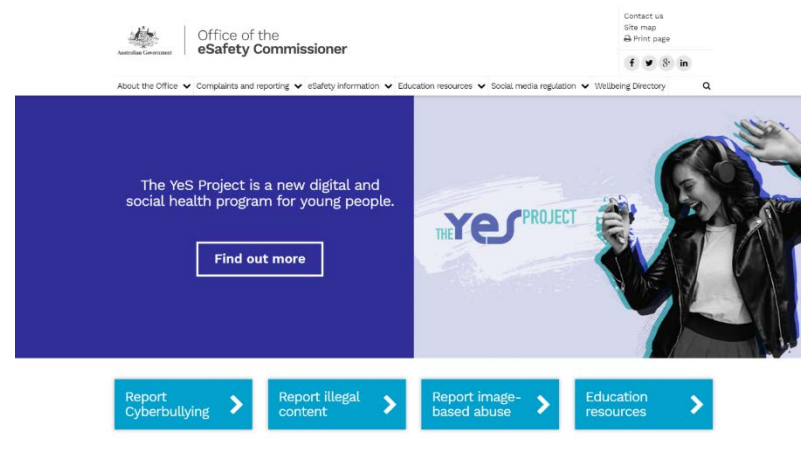 Contact us
Site map
Print page
Australian Government
Office of the
eSafety Commissioner
f 8+ in
About the Office Complaints and reporting eSafety information Education resources Social media regulation Wellbeing Directory
The YeS Project is a new digital and
social health program for young people.
Find out more
THE YeS PROJECT
Report
Cyberbullying
Report illegal
content
Report image-
based abuse
Education
resources